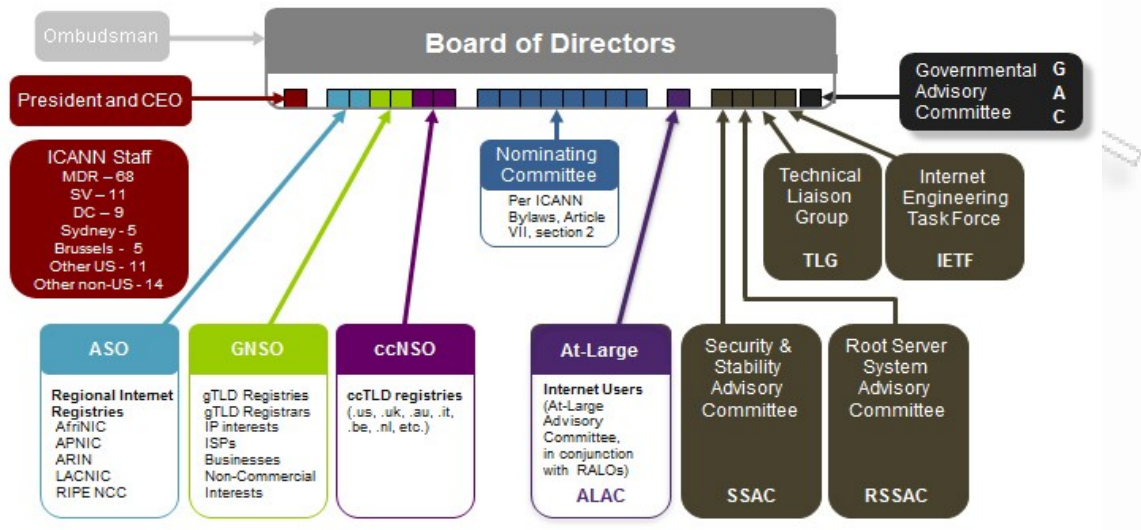 Ombudsman
Board of Directors
President and CEO
Governmental G
Advisory A
Committee C
ICANN Staff
MDR – 68
SV – 11
DC – 9
Sydney - 5
Brussels - 5
Other US - 11
Other non-US - 14
Nominating
Committee
Per ICANN
Bylaws, Article
VII, section 2
Technical
Liaison
Group
TLG
Internet
Engineering
Task Force
IETF
ASO
Regional Internet
Registries
AfriNIC
APNIC
ARIN
LACNIC
RIPE NCC
GNSO
gTLD Registries
gTLD Registrars
IP interests
ISPs
Businesses
Non-Commercial
Interests
ccNSO
ccTLD registries
(.us, .uk, .au, .it,
.be, .nl, etc.)
At-Large
Internet Users
(At-Large
Advisory
Committee,
in conjunction
with RALOs)
ALAC
Security &
Stability
Advisory
Committee
SSAC
Root Server
System
Advisory
Committee
RSSAC